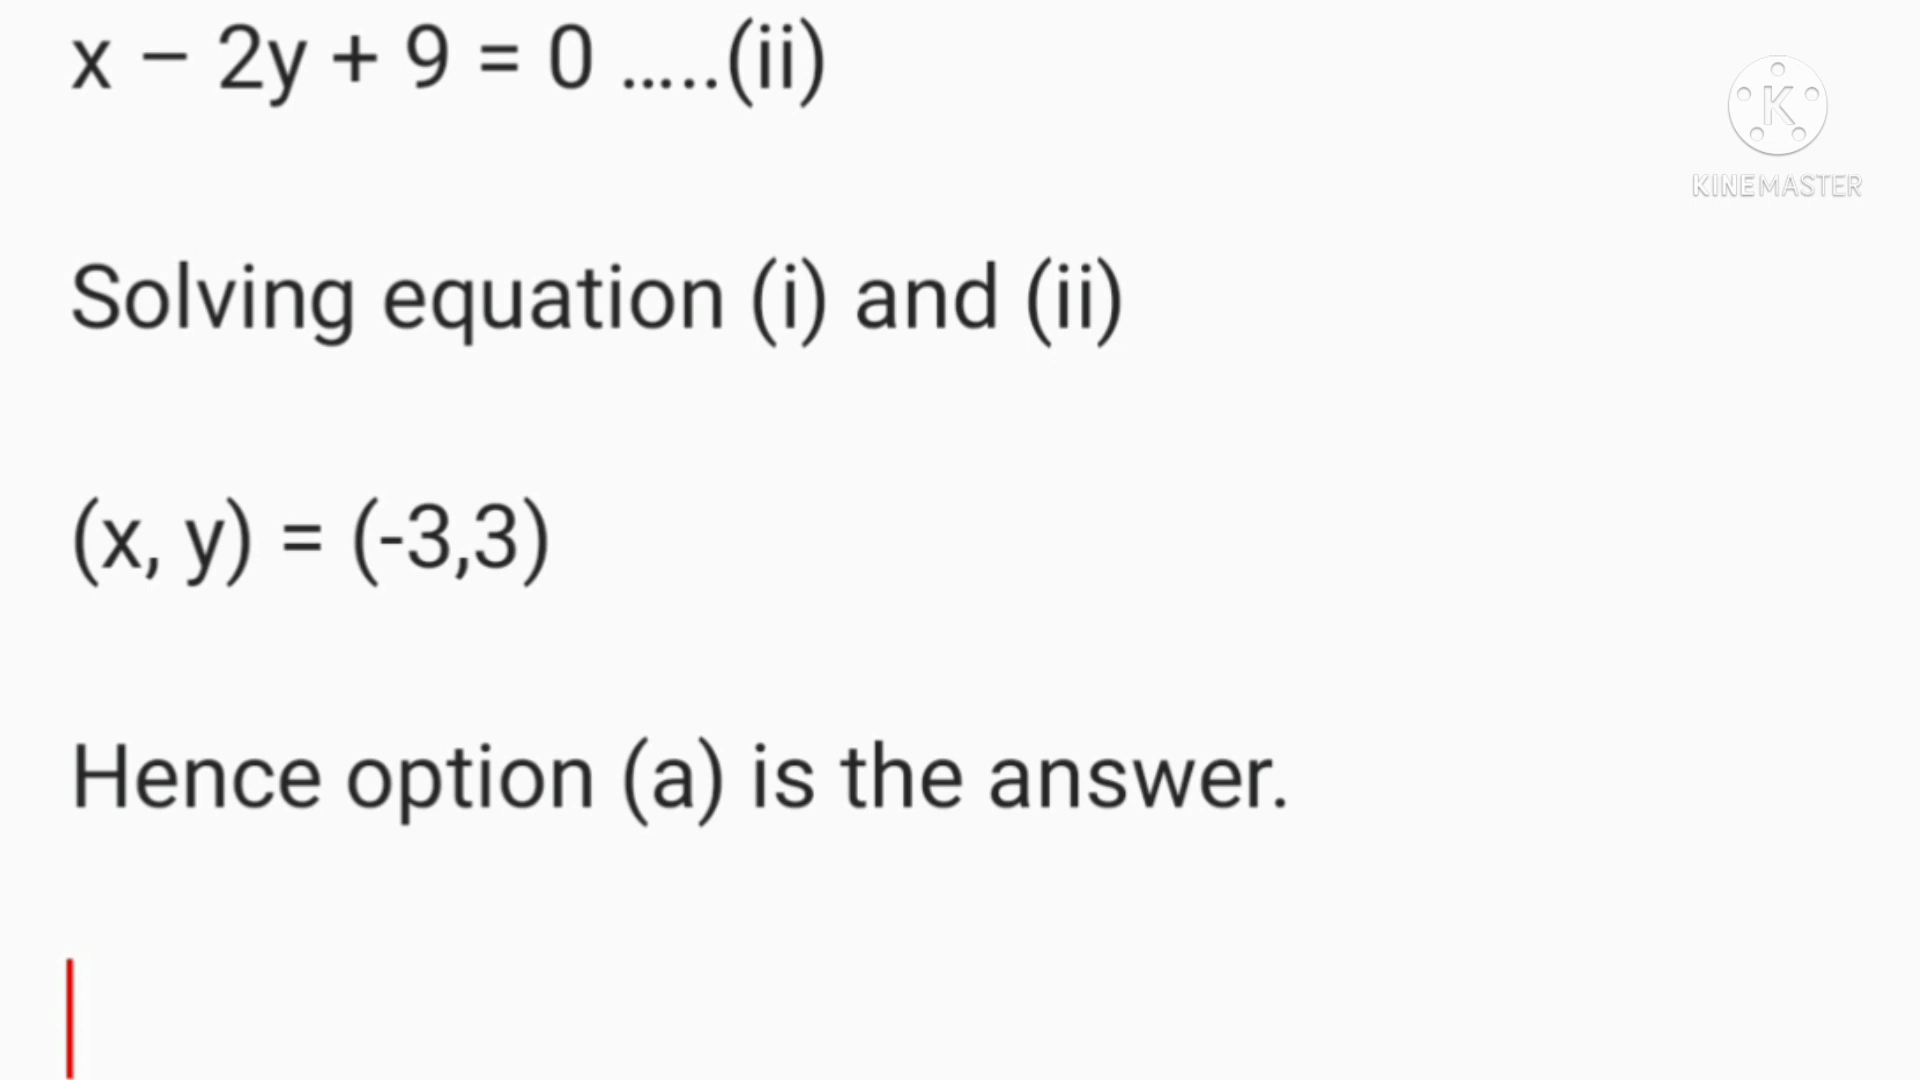 x – 2y + 9 = 0 .....(ii)
K
KINEMASTER
Solving equation (i) and (ii)
(x, y) = (-3,3)
Hence option (a) is the answer.